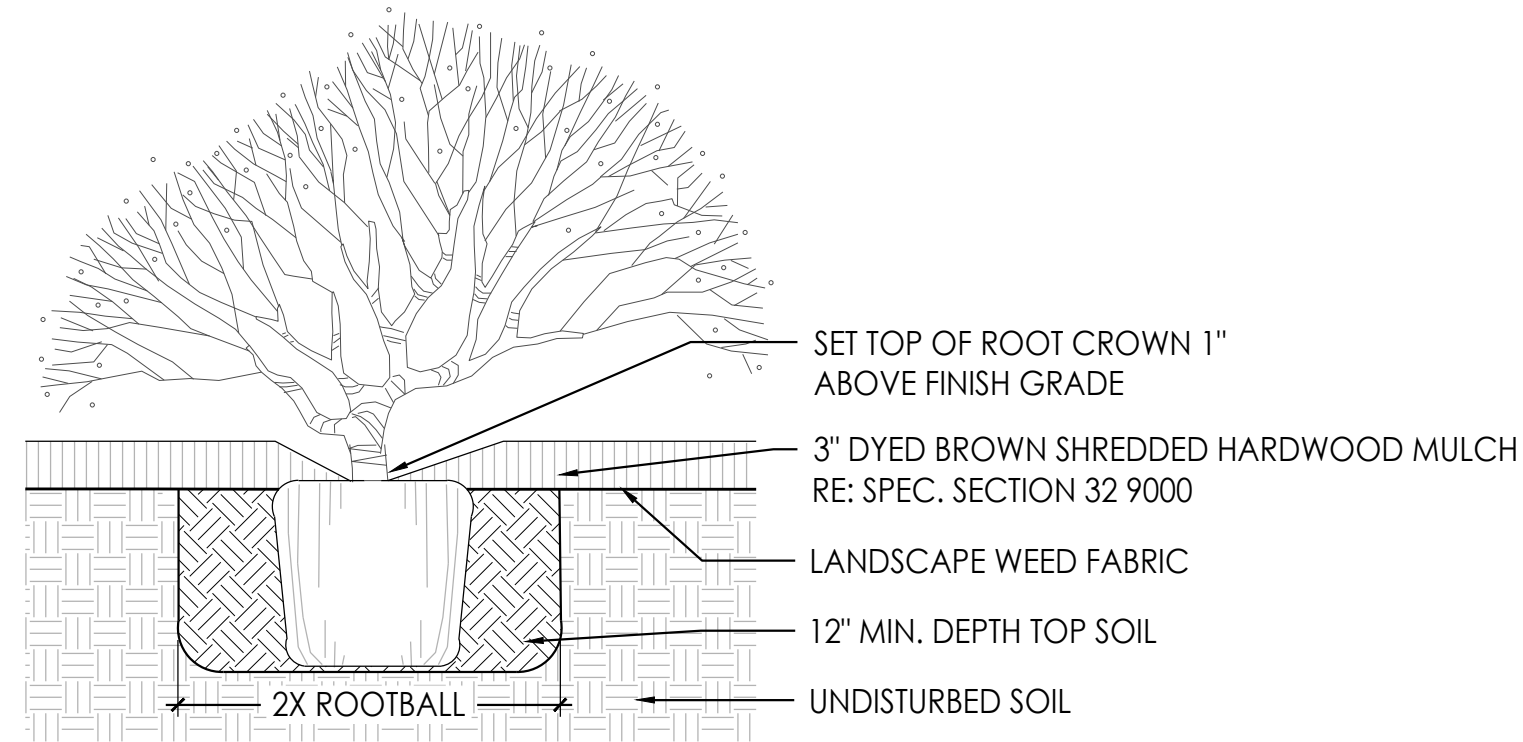 SET TOP OF ROOT CROWN 1"
ABOVE FINISH GRADE
3" DYED BROWN SHREDDED HARDWOOD MULCH
RE: SPEC. SECTION 32 9000
LANDSCAPE WEED FABRIC
12" MIN. DEPTH TOP SOIL
UNDISTURBED SOIL
2X ROOTBALL